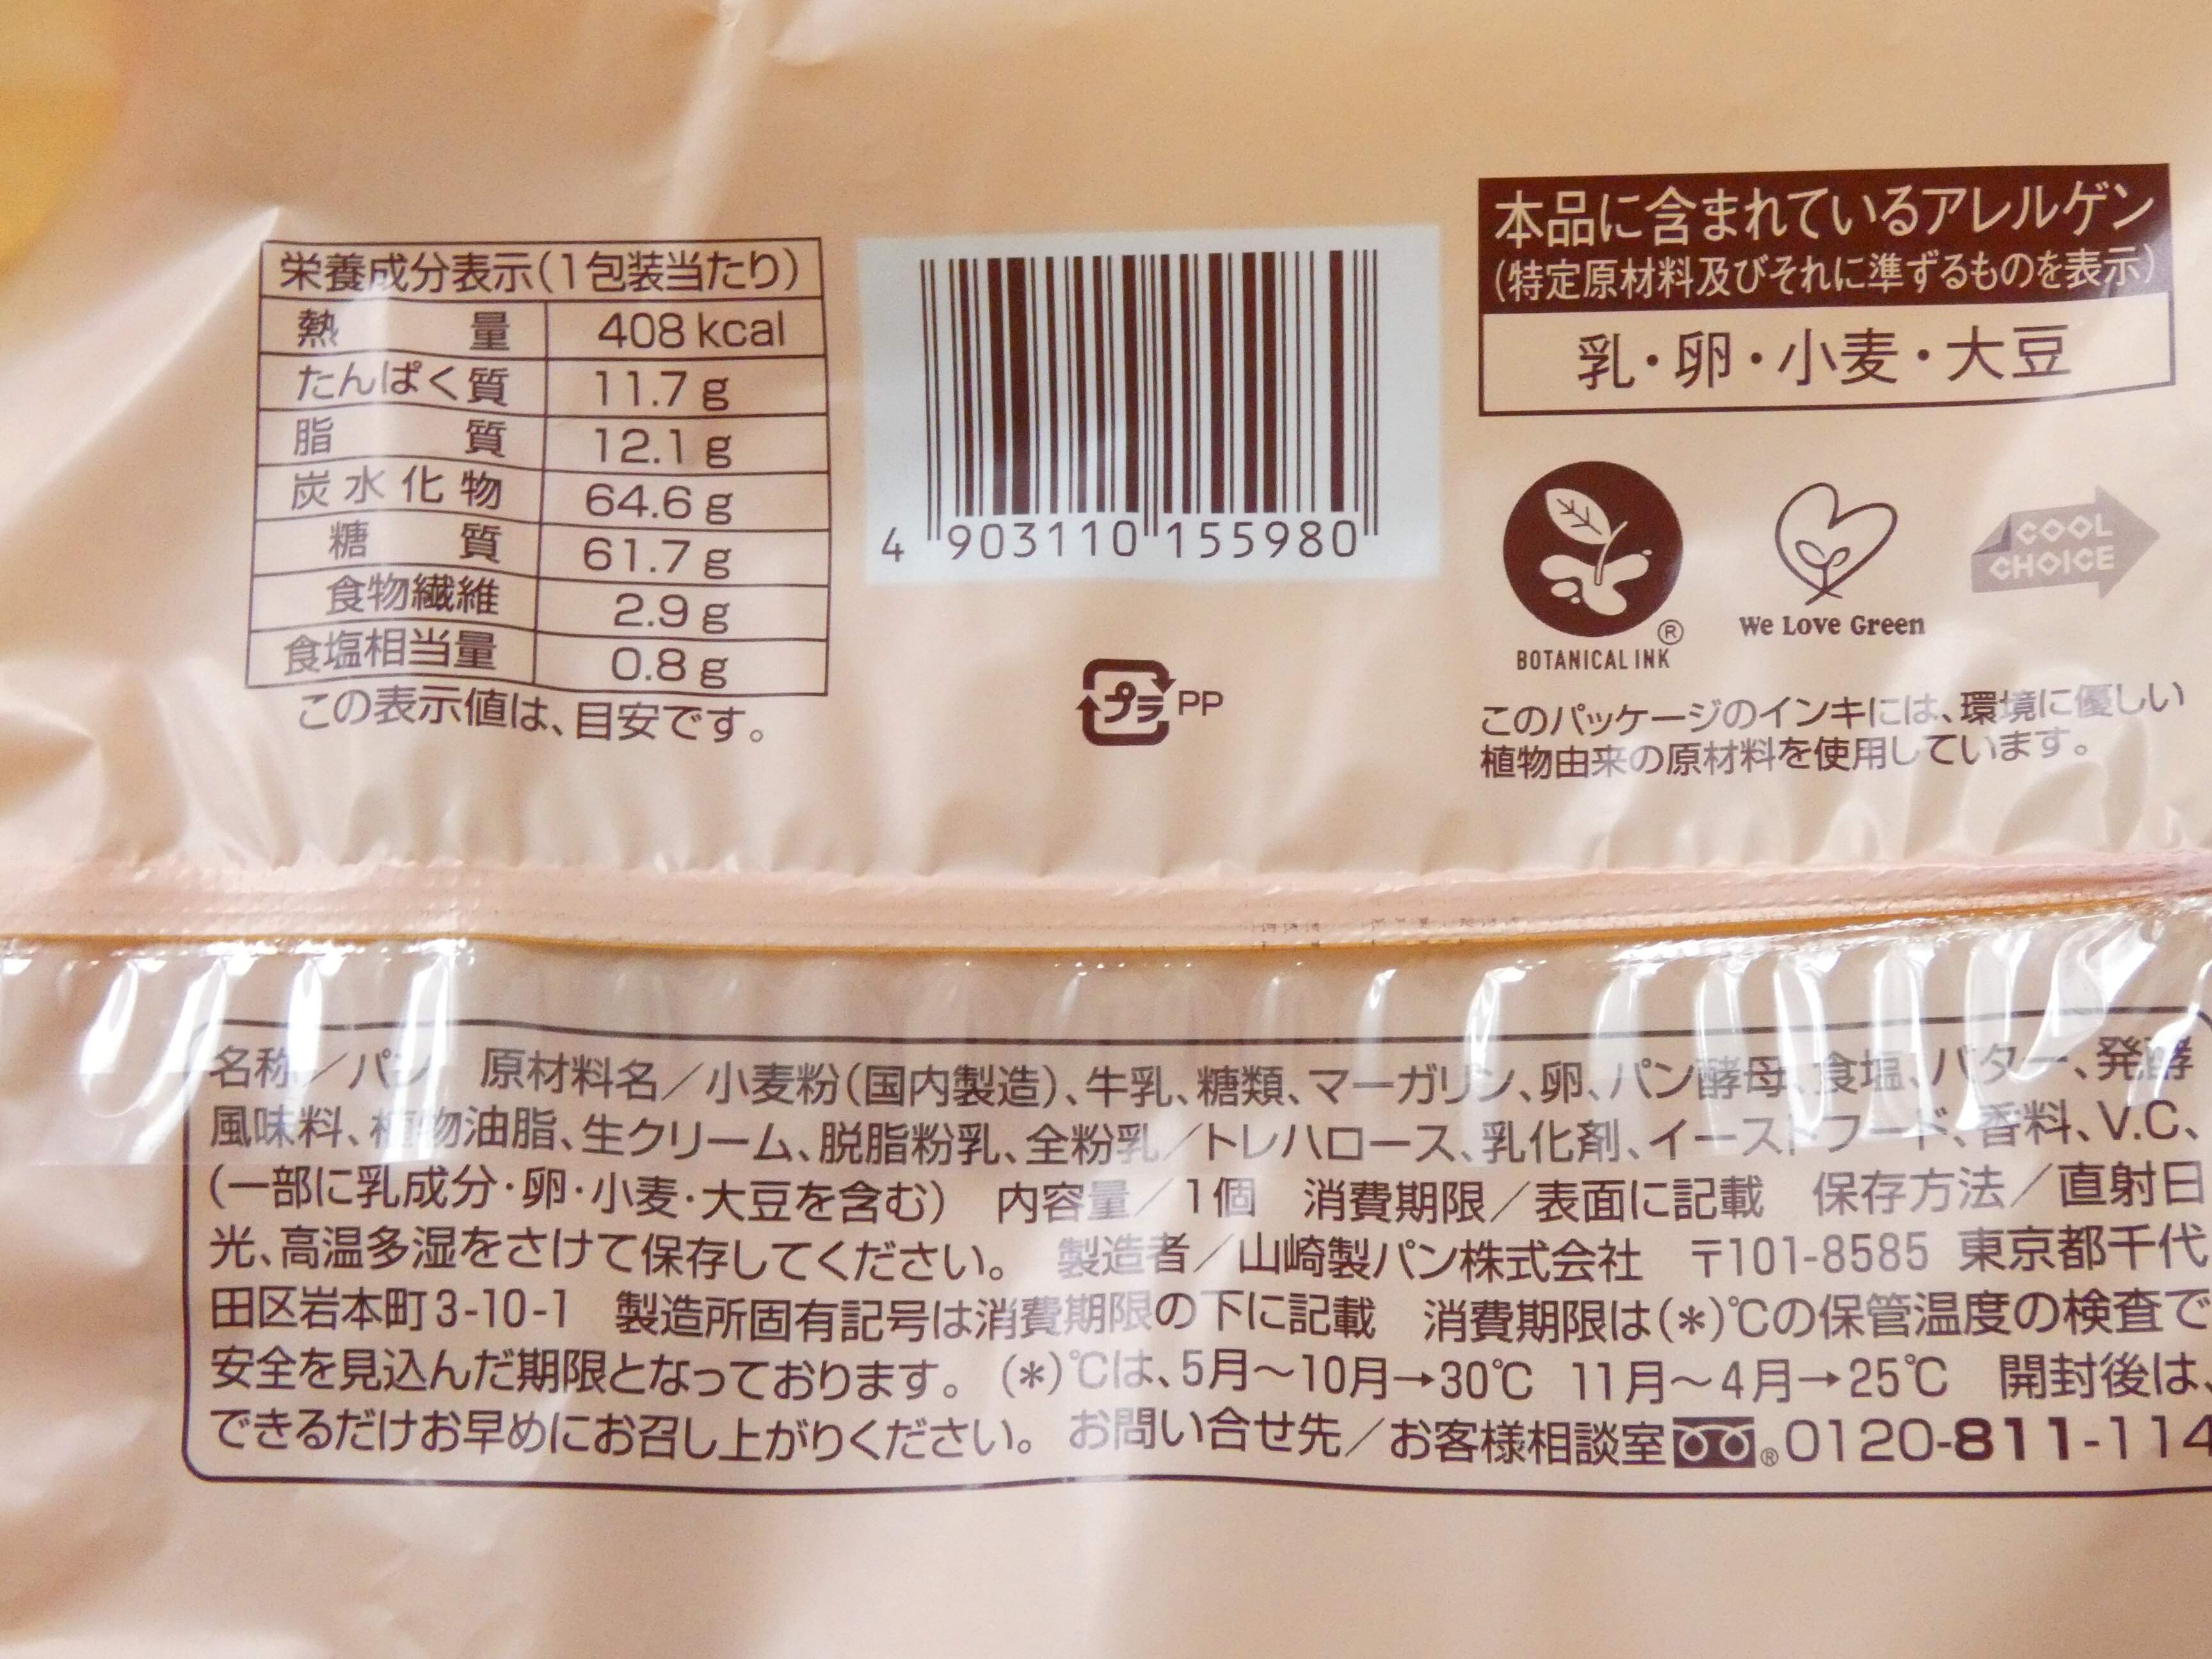 栄養成分表示(1包装当たり)
熱量 408 kcal
たんぱく質 11.7 g
脂質 12.1 g
炭水化物 64.6 g
糖質 61.7 g
食物繊維 2.9 g
食塩相当量 0.8 g
この表示値は、目安です。
4 903110 155980
プラ PP
本品に含まれているアレルゲン
(特定原材料及びそれに準ずるものを表示)
乳・卵・小麦・大豆
BOTANICAL INK ®
We Love Green
COOL
CHOICE
このパッケージのインキには、環境に優しい
植物由来の原材料を使用しています。
名称/パン 原材料名/小麦粉(国内製造)、牛乳、糖類、マーガリン、卵、パン酵母、食塩、バター、発酵
風味料、植物油脂、生クリーム、脱脂粉乳、全粉乳/トレハロース、乳化剤、イーストフード、香料、V.C、
(一部に乳成分・卵・小麦・大豆を含む) 内容量/1個 消費期限/表面に記載 保存方法/直射日
光、高温多湿をさけて保存してください。 製造者/山崎製パン株式会社 〒101-8585 東京都千代
田区岩本町3-10-1 製造所固有記号は消費期限の下に記載 消費期限は(*)℃の保管温度の検査で
安全を見込んだ期限となっております。(*)℃は、5月〜10月→30℃ 11月〜4月→25℃ 開封後は、
できるだけお早めにお召し上がりください。お問い合せ先/お客様相談室 ®0120-811-114